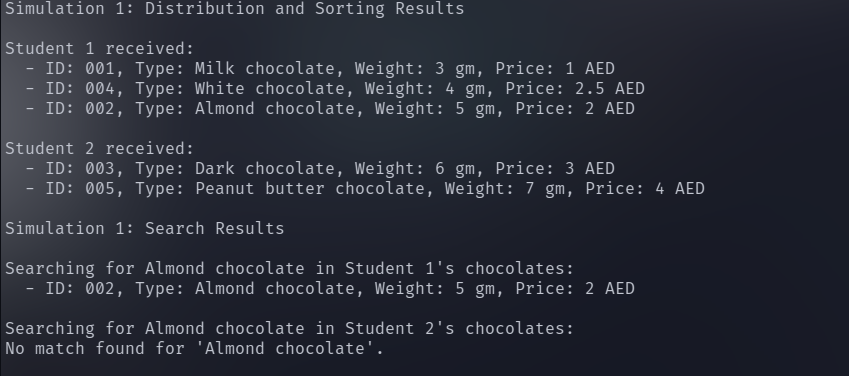 Simulation 1: Distribution and Sorting Results
Student 1 received:
- ID: 001, Type: Milk chocolate, Weight: 3 gm, Price: 1 AED
- ID: 004, Type: White chocolate, Weight: 4 gm, Price: 2.5 AED
- ID: 002, Type: Almond chocolate, Weight: 5 gm, Price: 2 AED
Student 2 received:
- ID: 003, Type: Dark chocolate, Weight: 6 gm, Price: 3 AED
- ID: 005, Type: Peanut butter chocolate, Weight: 7 gm, Price: 4 AED
Simulation 1: Search Results
Searching for Almond chocolate in Student 1's chocolates:
- ID: 002, Type: Almond chocolate, Weight: 5 gm, Price: 2 AED
Searching for Almond chocolate in Student 2's chocolates:
No match found for 'Almond chocolate'.